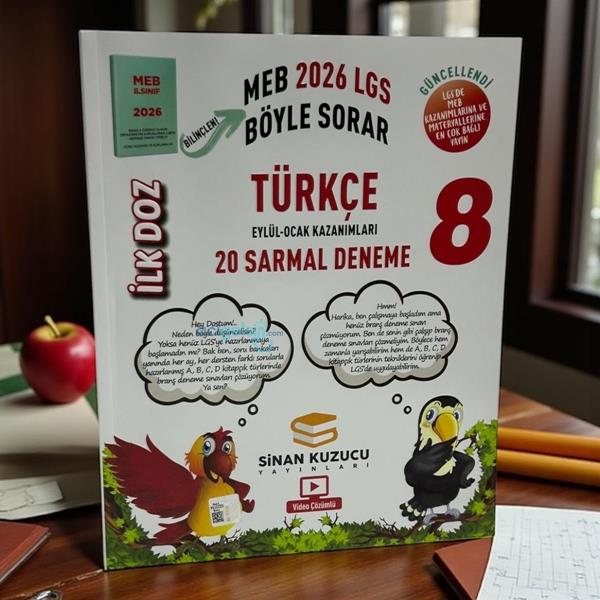 MEB
8.SINIF
2026
BİLİNÇLEN!
MEB 2026 LGS
BÖYLE SORAR
GÜNCELLENDİ
LGS'DE
MEB
KAZANIMLARINA VE
MATERYALLERİNE
EN ÇOK BAĞLI
YAYIN
İLK DOZ
TÜRKÇE
EYLÜL-OCAK KAZANIMLARI
20 SARMAL DENEME
8
Hey Dostum!..
Neden böyle düşüncelisin?
Yoksa henüz LGS'ye hazırlanmaya
başlamadın mı? Bak ben, soru bankaları
yanında her ay, her dersten farklı sorularla
hazırlanmış A, B, C, D kitapçık türlerinde
branş deneme sınavları çözüyorum.
Ya sen?
Hmm!
Harika, ben çalışmaya başladım ama
henüz branş deneme sınavı
çözmüyorum. Ben de senin gibi çalışıp branş
deneme sınavları çözmeliyim. Böylece hem
zamanla yarışabilirim hem de A, B, C, D
kitapçık türlerinin tekniklerini öğrenip
LGS'de uygulayabilirim.
SİNAN KUZUCU
YAYINLARI
Video Çözümlü